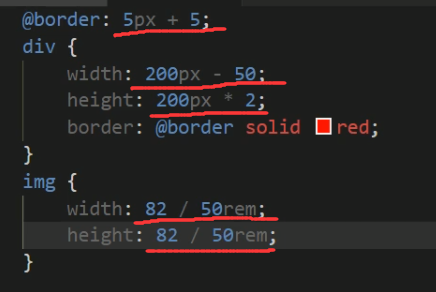 @border: 5px + 5;
div {
    width: 200px - 50;
    height: 200px * 2;
    border: @border solid red;
}
img {
    width: 82 / 50rem;
    height: 82 / 50rem;
}